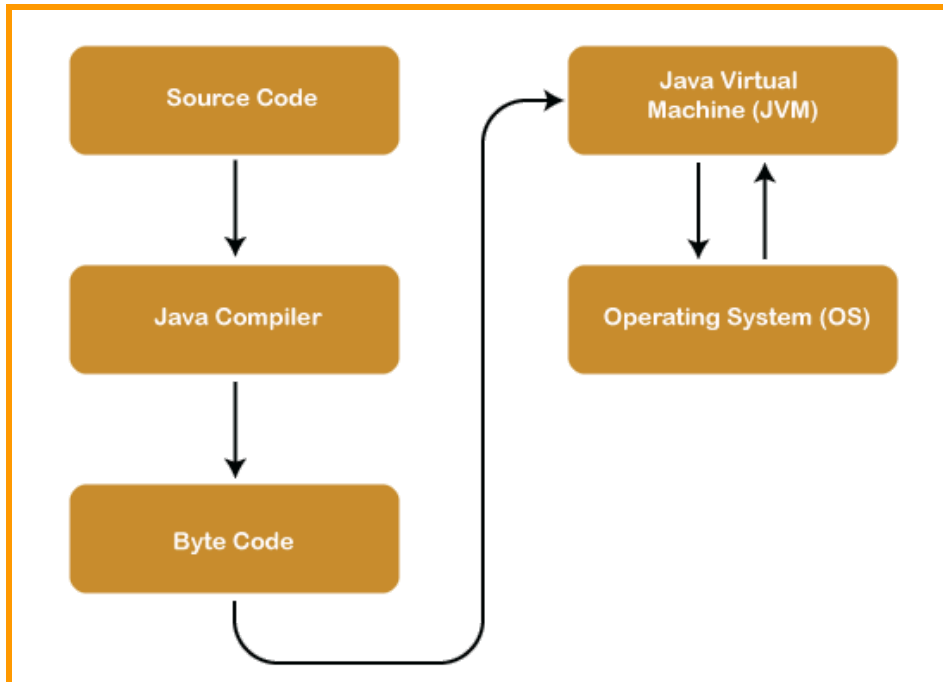 Source Code
Java Compiler
Byte Code
Java Virtual
Machine (JVM)
Operating System (OS)